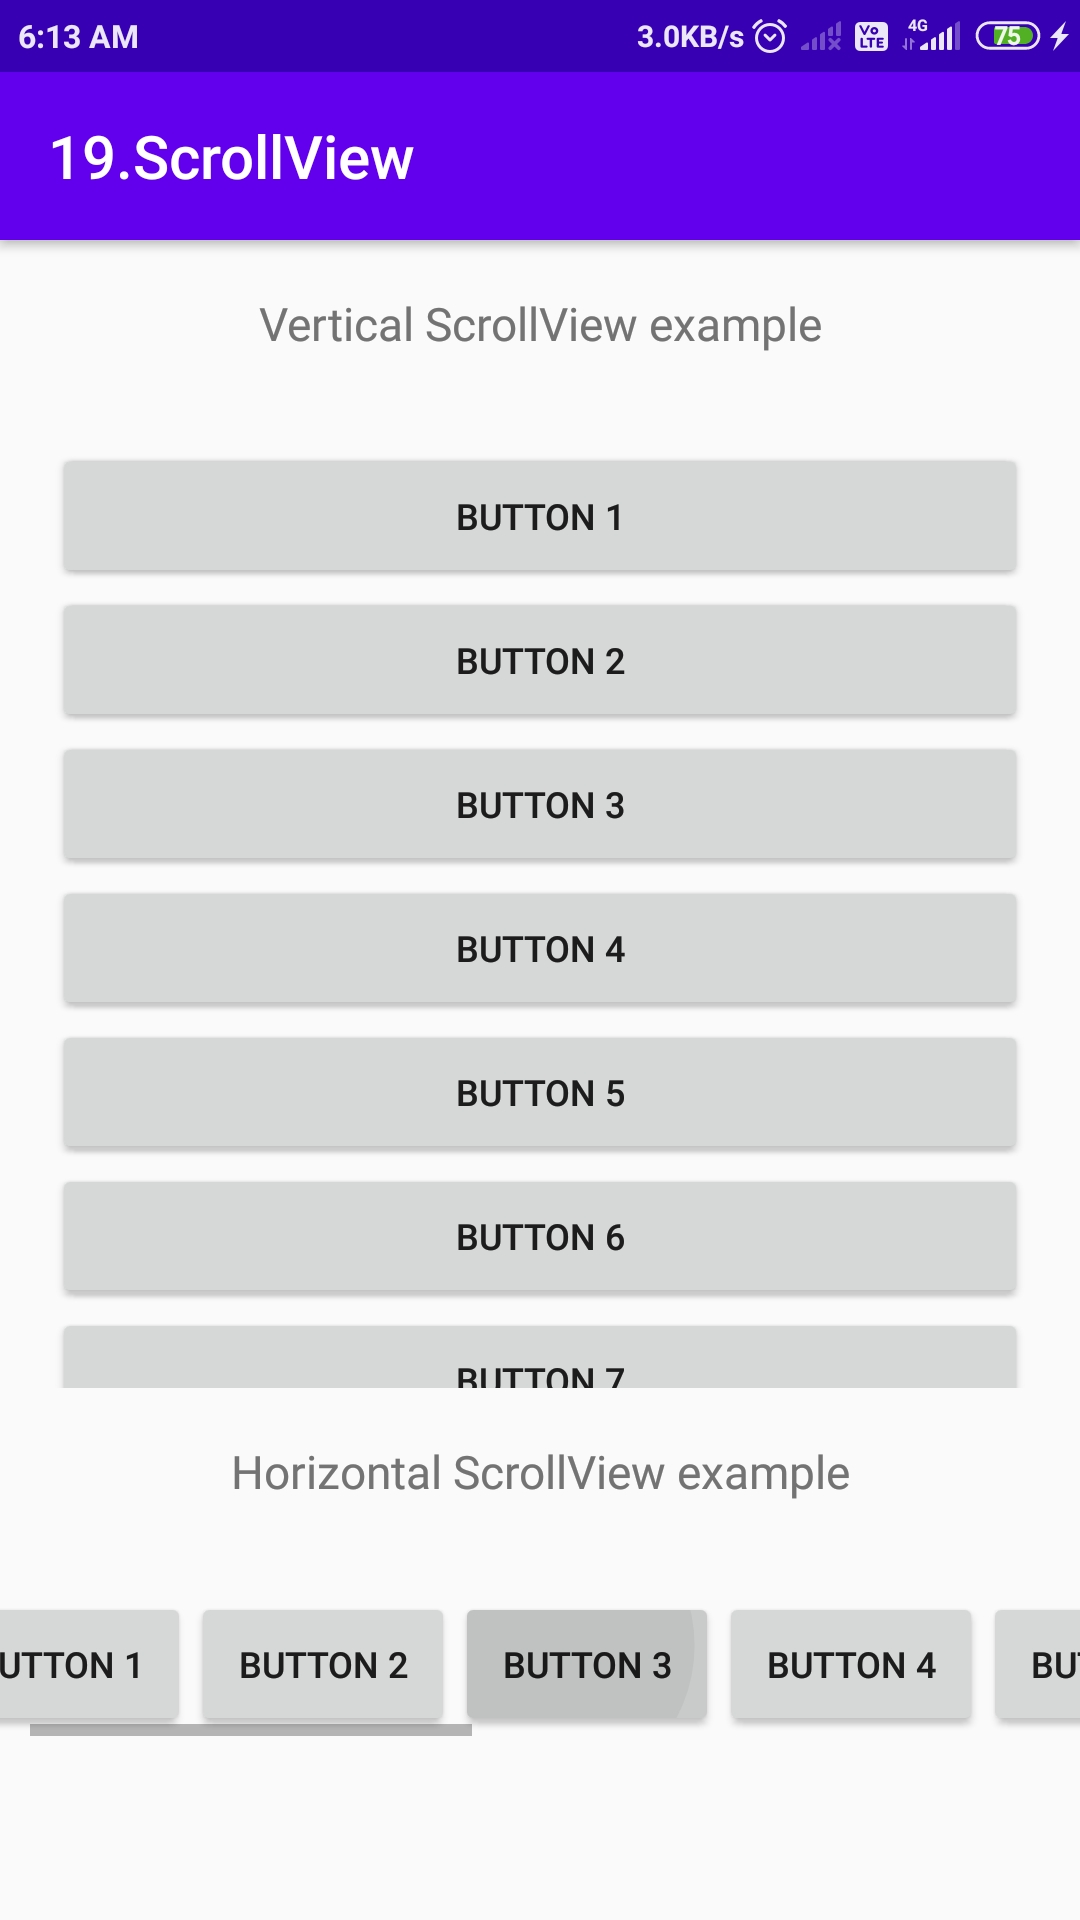 6:13 AM 3.0KB/s Vo LTE 4G 75
19.ScrollView
Vertical ScrollView example
BUTTON 1
BUTTON 2
BUTTON 3
BUTTON 4
BUTTON 5
BUTTON 6
BUTTON 7
Horizontal ScrollView example
UTTON 1 BUTTON 2 BUTTON 3 BUTTON 4 BU